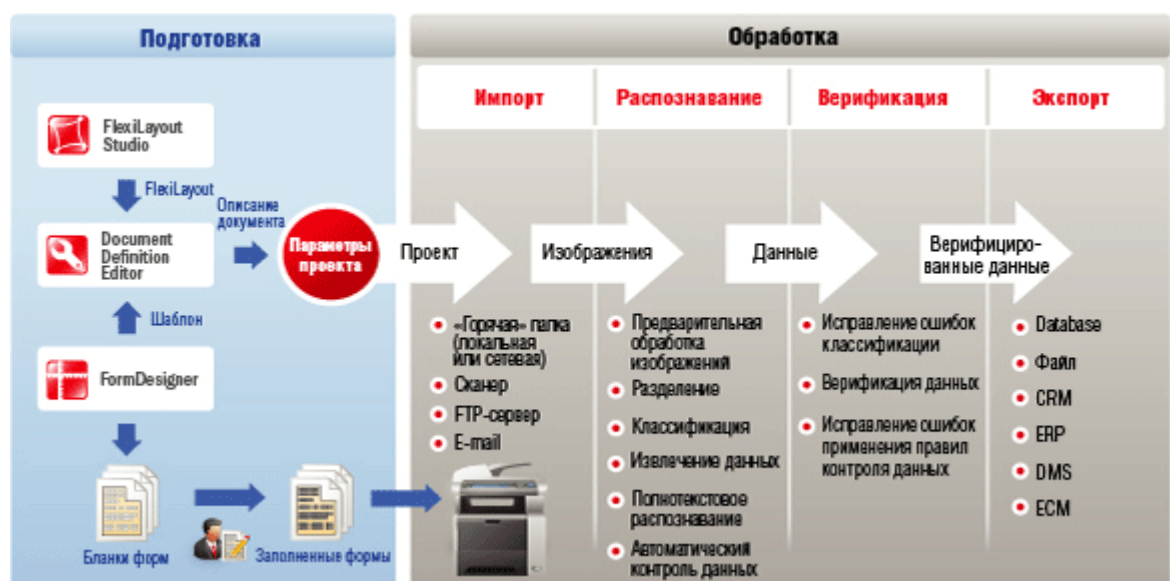 Подготовка
FlexiLayout
Studio
FlexiLayout
Описание
документа
Document
Definition
Editor
Параметры
проекта
Шаблон
FormDesigner
Бланки форм
Заполненные формы
Обработка
Импорт
Распознавание
Верификация
Экспорт
Проект
Изображения
Данные
Верифициро-
ванные данные
«Горячая» папка
(локальная
или сетевая)
Сканер
FTP-сервер
E-mail
Предварительная
обработка
изображений
Разделение
Классификация
Извлечение данных
Полнотекстовое
распознавание
Автоматический
контроль данных
Исправление ошибок
классификации
Верификация данных
Исправление ошибок
применения правил
контроля данных
Database
Файл
CRM
ERP
DMS
ECM